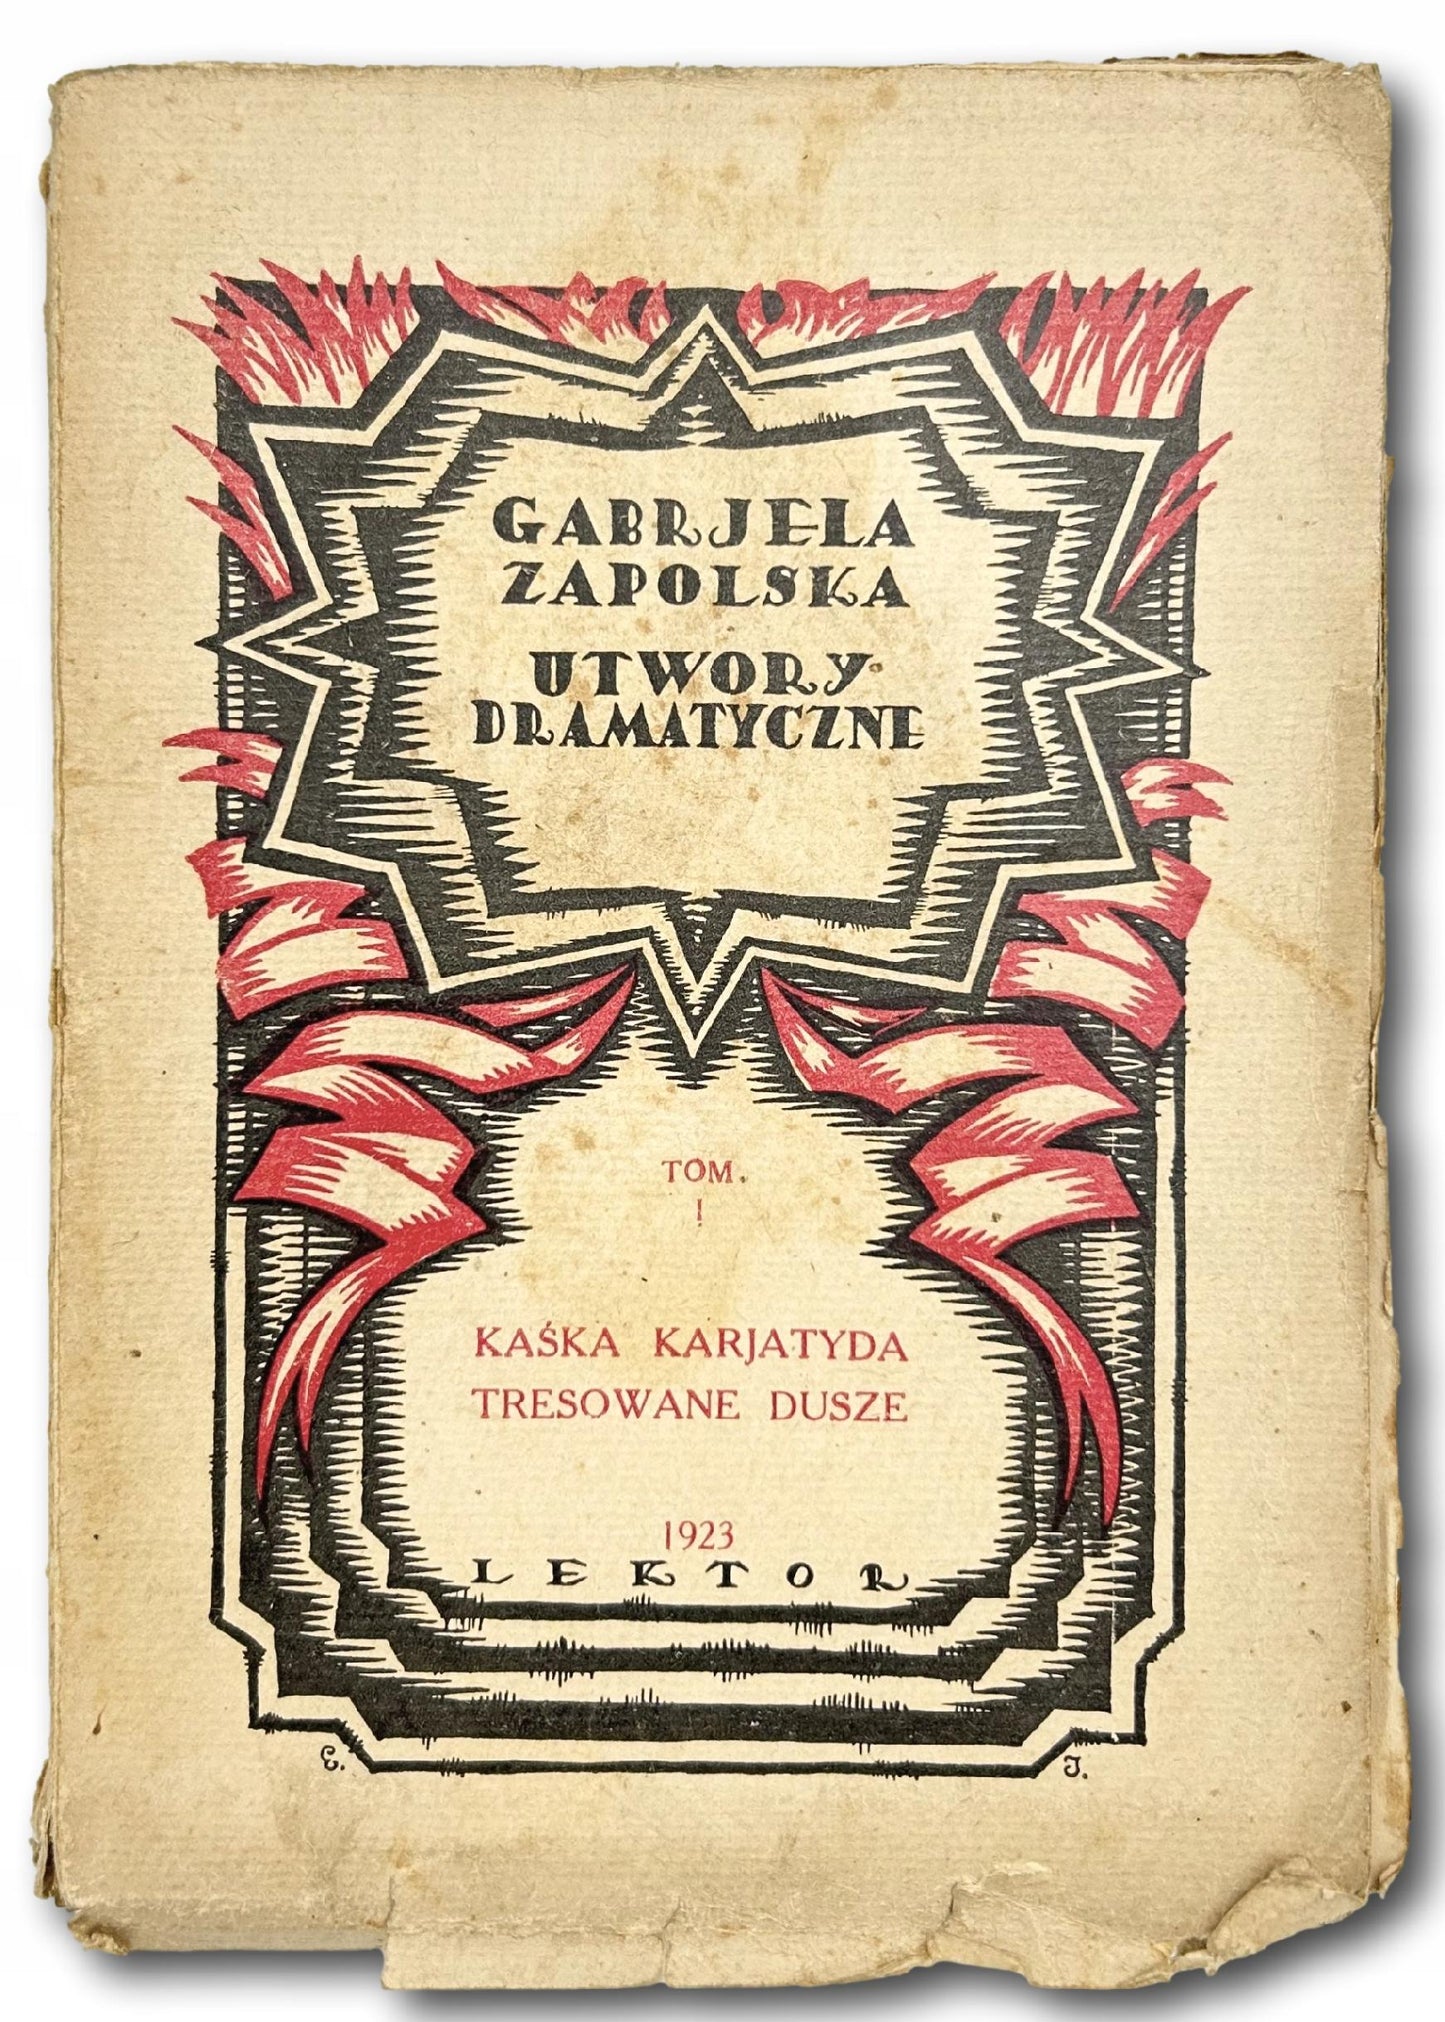 GABRJELA
ZAPOLSKA
UTWORY
DRAMATYCZNE
TOM.
I
KAŚKA KARJATYDA
TRESOWANE DUSZE
1923
LEKTOR
E. J.